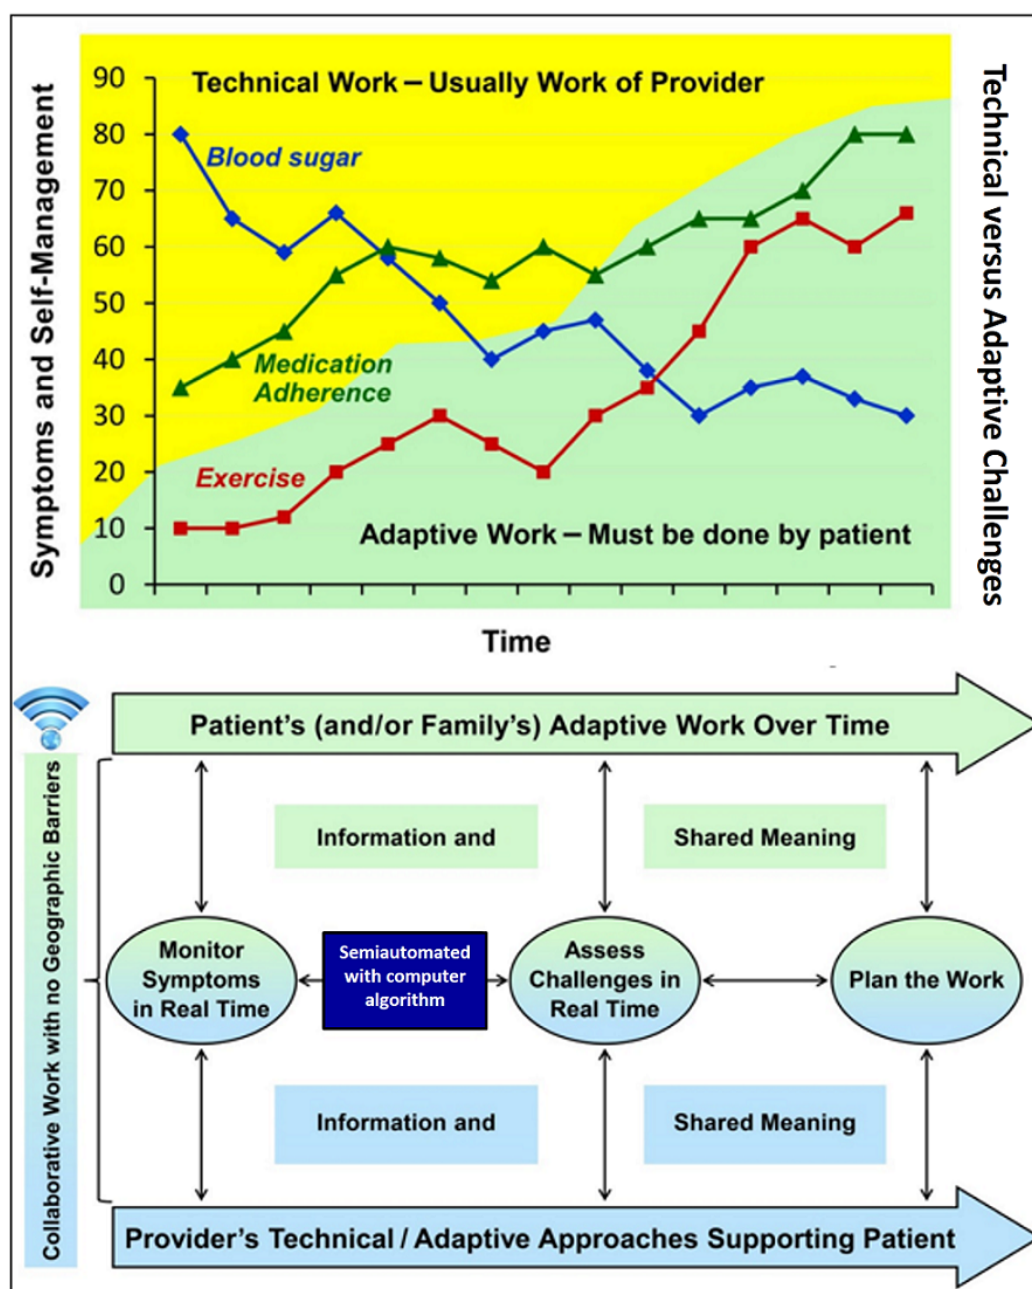 Technical Work – Usually Work of Provider
90
80
70
60
50
40
30
20
10
0
Symptoms and Self-Management
Blood sugar
Medication
Adherence
Exercise
Adaptive Work – Must be done by patient
Time
Technical versus Adaptive Challenges
Patient's (and/or Family's) Adaptive Work Over Time
Collaborative Work with no Geographic Barriers
Information and
Shared Meaning
Monitor
Symptoms
in Real Time
Semiautomated
with computer
algorithm
Assess
Challenges in
Real Time
Plan the Work
Information and
Shared Meaning
Provider's Technical / Adaptive Approaches Supporting Patient